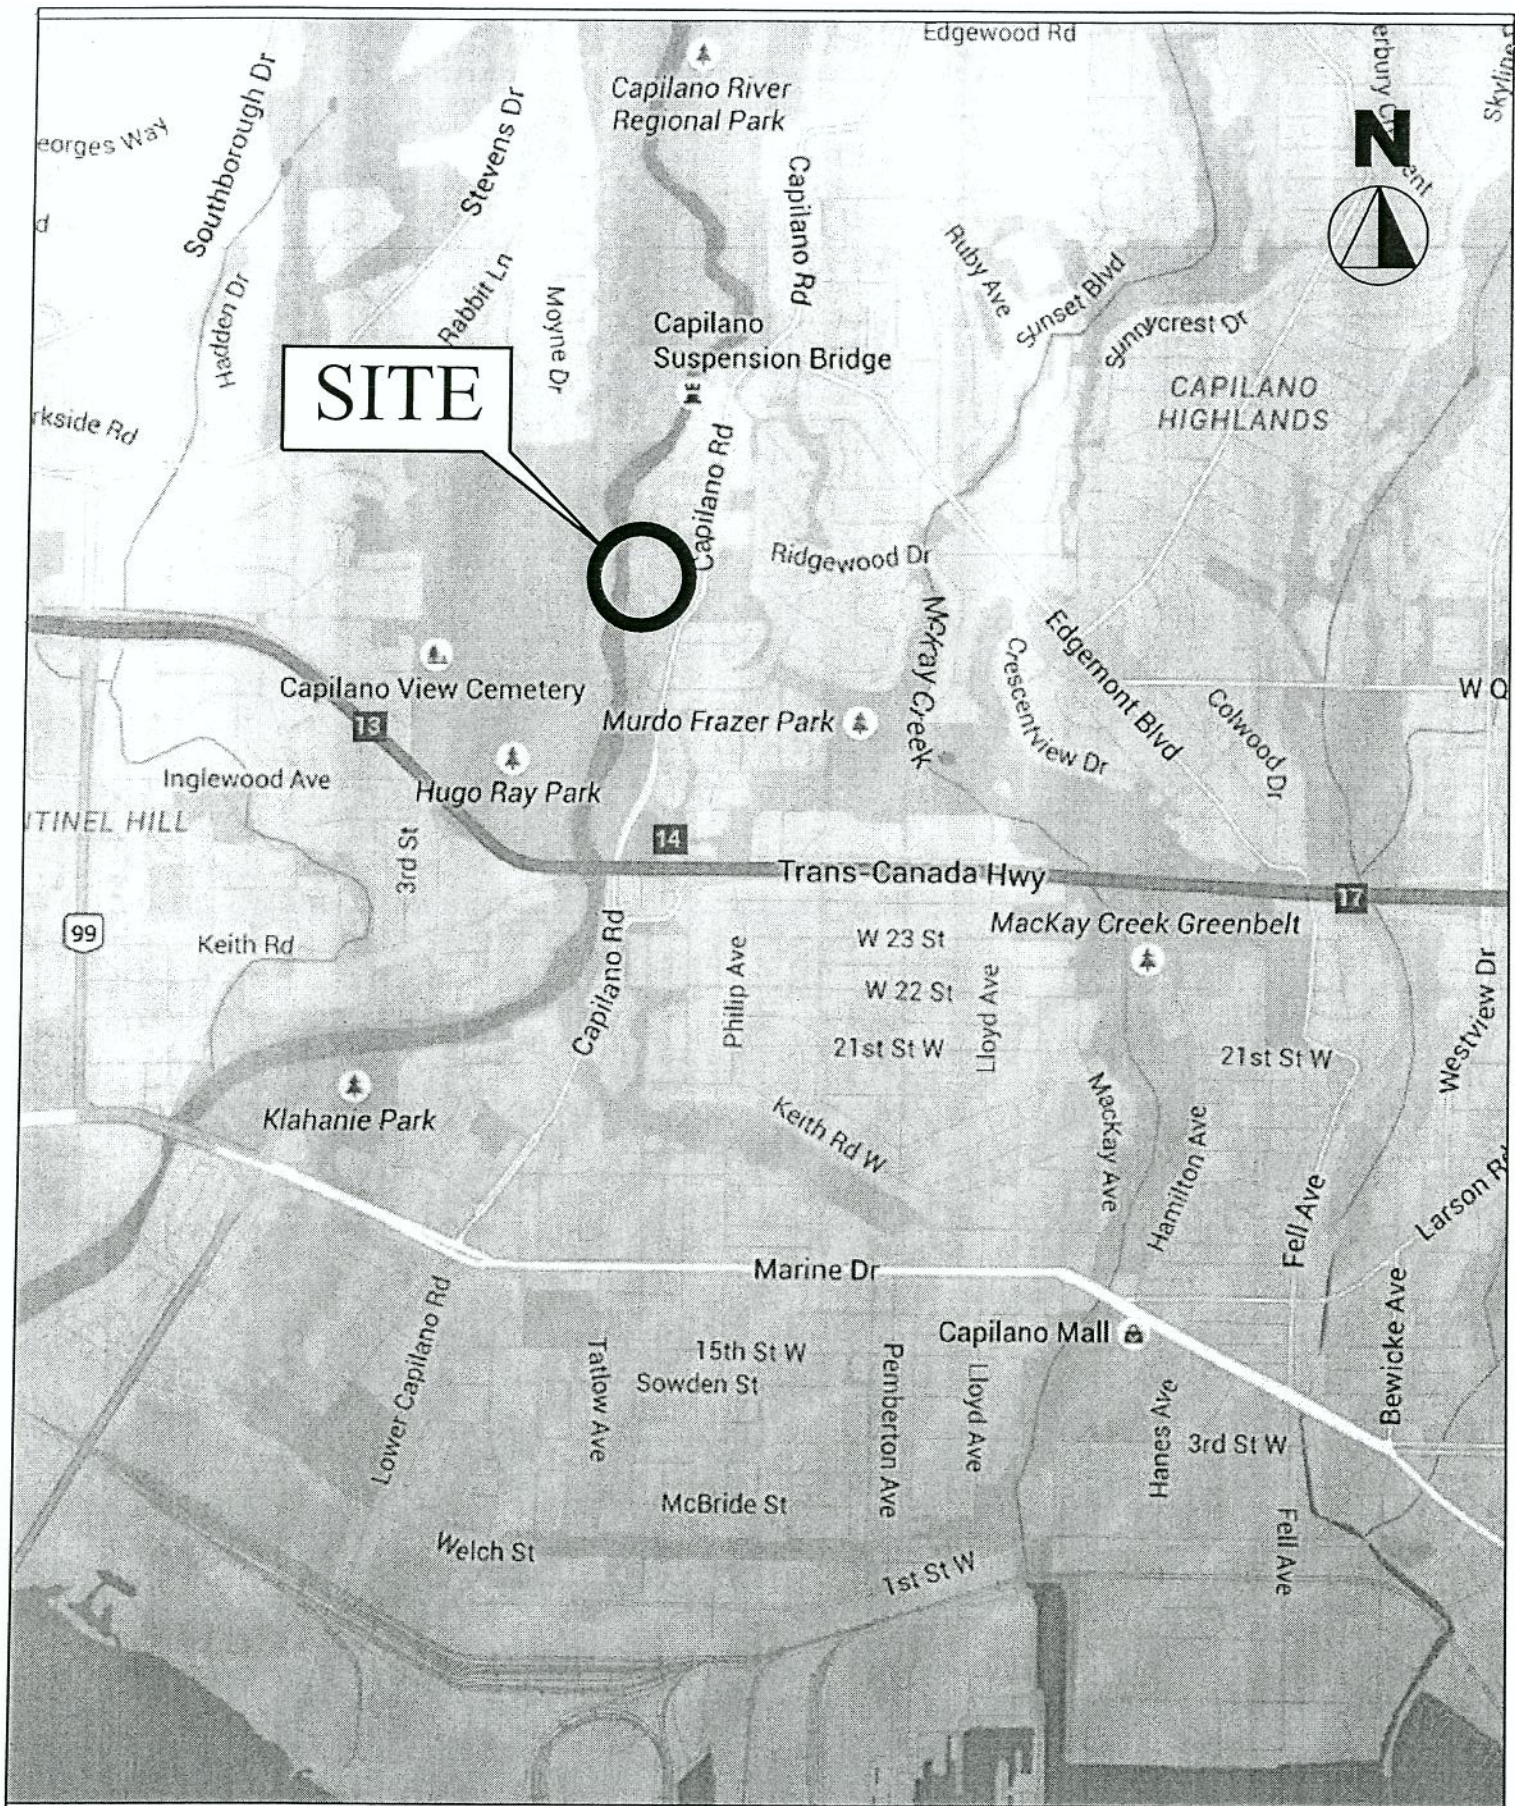 Edgewood Rd
Capilano River
Regional Park
eorges Way
Southborough Dr
Stevens Dr
Capilano Rd
erbury Cr
ent
Skyline
N
d
Hadden Dr
Rabbit Ln
Moyne Dr
Ruby Ave
Sunset Blvd
Sunnycrest Dr
Capilano
Suspension Bridge
SITE
CAPILANO
HIGHLANDS
rkside Rd
Capilano Rd
Ridgewood Dr
McKay Creek
Crescentview Dr
Edgemont Blvd
Colwood Dr
W Q
Capilano View Cemetery
13
Murdo Frazer Park
Inglewood Ave
Hugo Ray Park
NTINEL HILL
3rd St
14
Trans-Canada Hwy
17
MacKay Creek Greenbelt
99
Keith Rd
Capilano Rd
Philip Ave
W 23 St
W 22 St
Lloyd Ave
21st St W
21st St W
Westview Dr
Klahanie Park
Keith Rd W
MacKay Ave
Hamilton Ave
Fell Ave
Larson Rd
Marine Dr
Lower Capilano Rd
Capilano Mall
Bewicke Ave
Tatlow Ave
15th St W
Sowden St
Pemberton Ave
Lloyd Ave
Hanes Ave
3rd St W
McBride St
Welch St
1st St W
Fell Ave